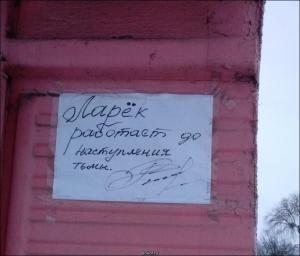 Ларёк
работает до
наступления
тьмы.